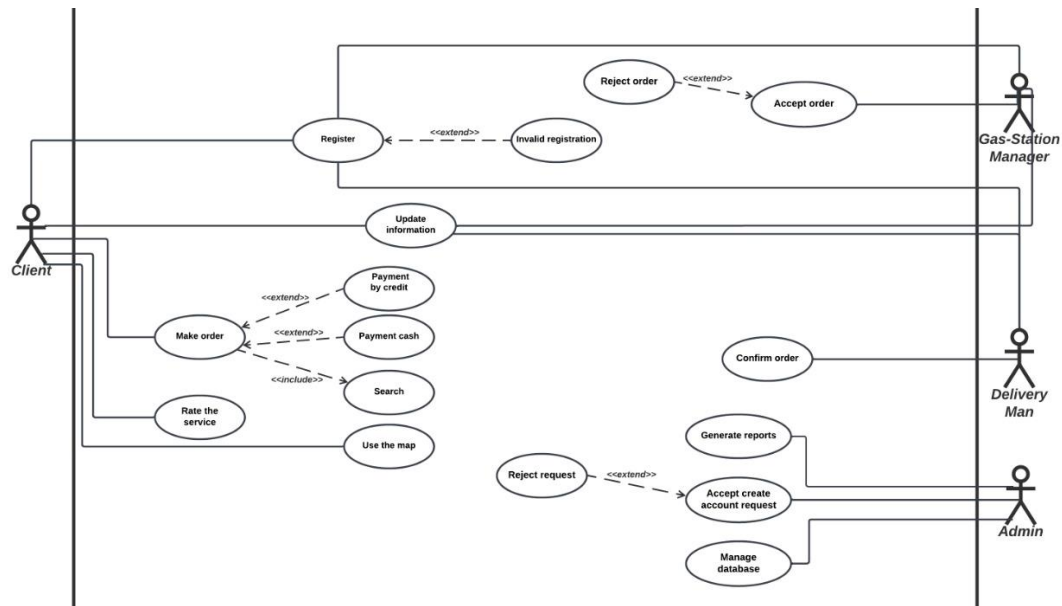 Reject order
<<extend>>
Accept order
Gas-Station
Manager
Register
<<extend>>
Invalid registration
Update
information
Client
Payment
by credit
<<extend>>
Make order
<<extend>>
Payment cash
<<include>>
Search
Confirm order
Delivery
Man
Rate the
service
Use the map
Generate reports
Reject request
<<extend>>
Accept create
account request
Admin
Manage
database